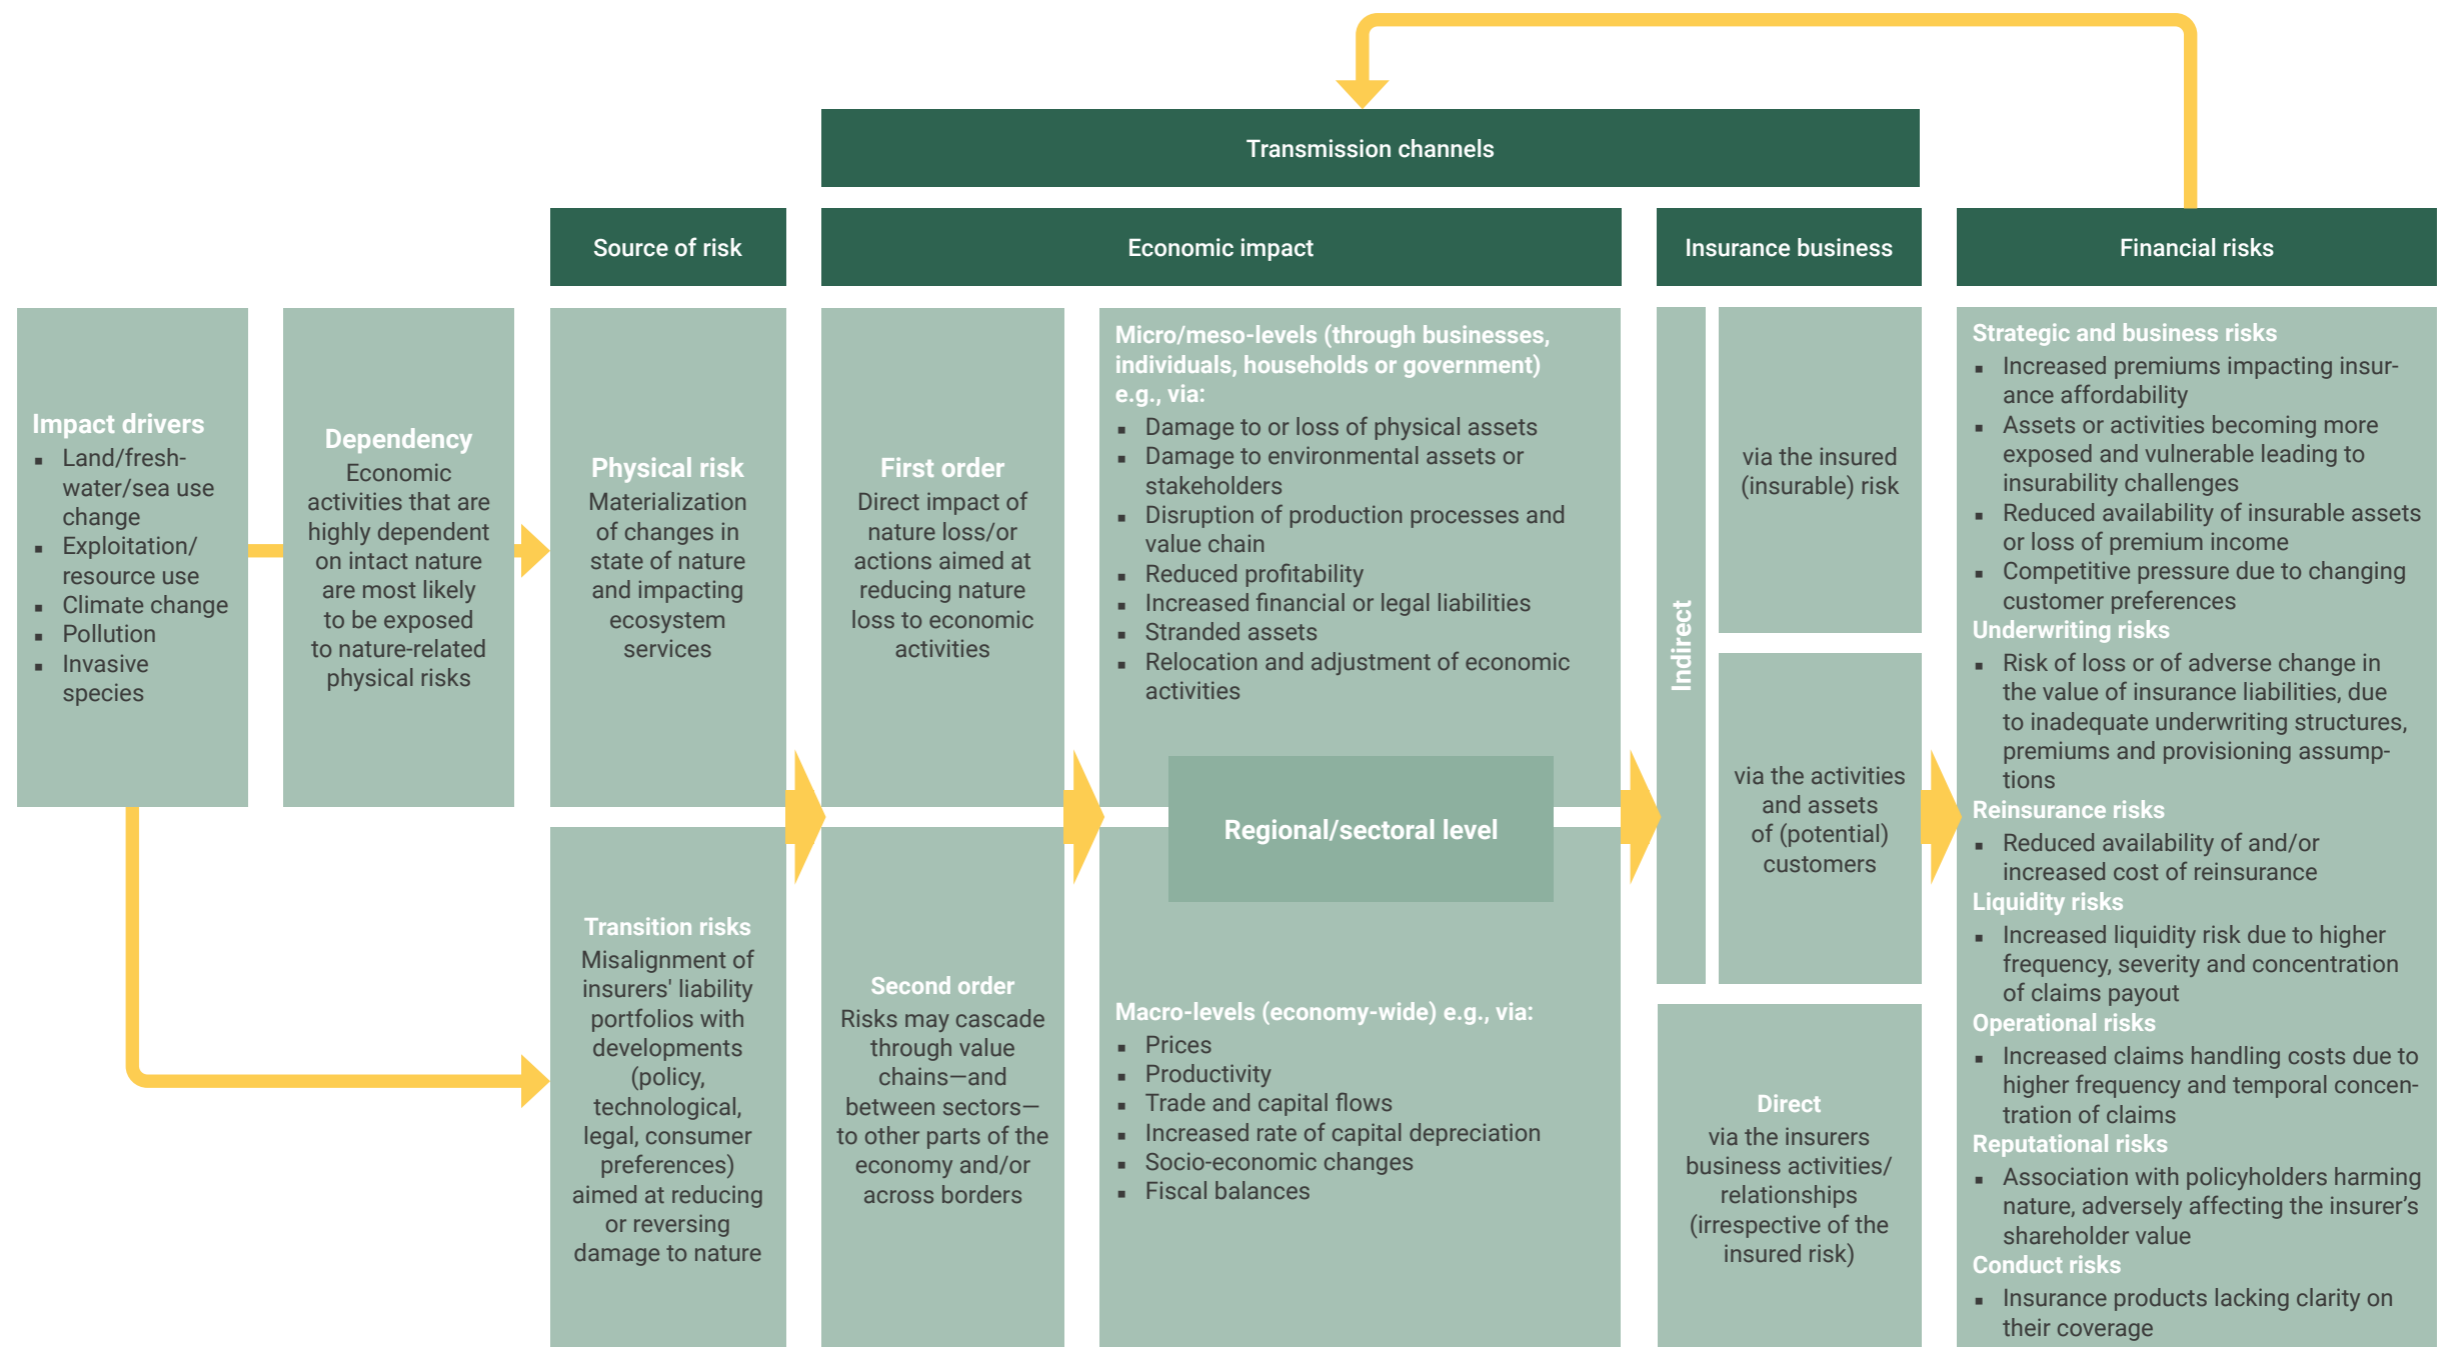 Transmission channels
Source of risk
Economic impact
Insurance business
Financial risks
Impact drivers
▪ Land/fresh-
water/sea use
change
▪ Exploitation/
resource use
▪ Climate change
▪ Pollution
▪ Invasive
species
Dependency
Economic
activities that are
highly dependent
on intact nature
are most likely
to be exposed
to nature-related
physical risks
Physical risk
Materialization
of changes in
state of nature
and impacting
ecosystem
services
Transition risks
Misalignment of
insurers' liability
portfolios with
developments
(policy,
technological,
legal, consumer
preferences)
aimed at reducing
or reversing
damage to nature
First order
Direct impact of
nature loss/or
actions aimed at
reducing nature
loss to economic
activities
Second order
Risks may cascade
through value
chains—and
between sectors—
to other parts of the
economy and/or
across borders
Micro/meso-levels (through businesses,
individuals, households or government)
e.g., via:
▪ Damage to or loss of physical assets
▪ Damage to environmental assets or
stakeholders
▪ Disruption of production processes and
value chain
▪ Reduced profitability
▪ Increased financial or legal liabilities
▪ Stranded assets
▪ Relocation and adjustment of economic
activities
Regional/sectoral level
Macro-levels (economy-wide) e.g., via:
▪ Prices
▪ Productivity
▪ Trade and capital flows
▪ Increased rate of capital depreciation
▪ Socio-economic changes
▪ Fiscal balances
Indirect
via the insured
(insurable) risk
via the activities
and assets
of (potential)
customers
Direct
via the insurers
business activities/
relationships
(irrespective of the
insured risk)
Strategic and business risks
▪ Increased premiums impacting insur-
ance affordability
▪ Assets or activities becoming more
exposed and vulnerable leading to
insurability challenges
▪ Reduced availability of insurable assets
or loss of premium income
▪ Competitive pressure due to changing
customer preferences
Underwriting risks
▪ Risk of loss or of adverse change in
the value of insurance liabilities, due
to inadequate underwriting structures,
premiums and provisioning assump-
tions
Reinsurance risks
▪ Reduced availability of and/or
increased cost of reinsurance
Liquidity risks
▪ Increased liquidity risk due to higher
frequency, severity and concentration
of claims payout
Operational risks
▪ Increased claims handling costs due to
higher frequency and temporal concen-
tration of claims
Reputational risks
▪ Association with policyholders harming
nature, adversely affecting the insurer’s
shareholder value
Conduct risks
▪ Insurance products lacking clarity on
their coverage